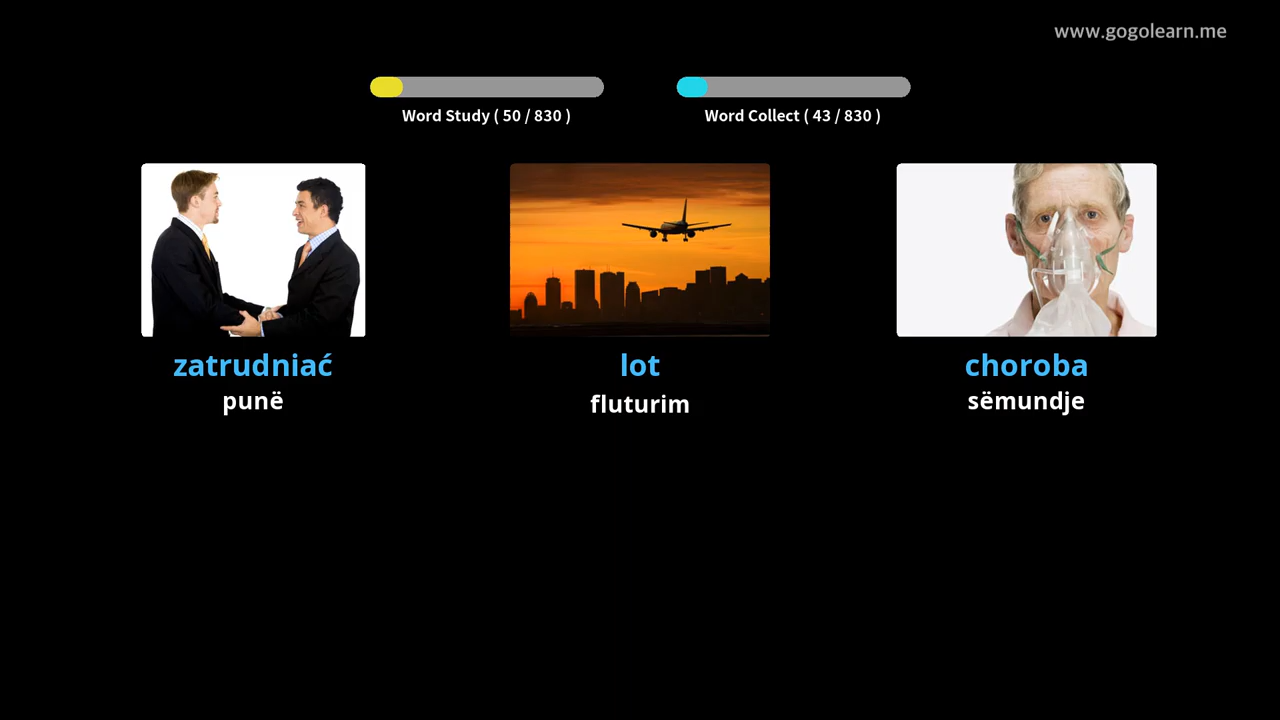 www.gogolearn.me
Word Study ( 50 / 830 )
Word Collect ( 43 / 830 )
zatrudniać
punë
lot
fluturim
choroba
sëmundje